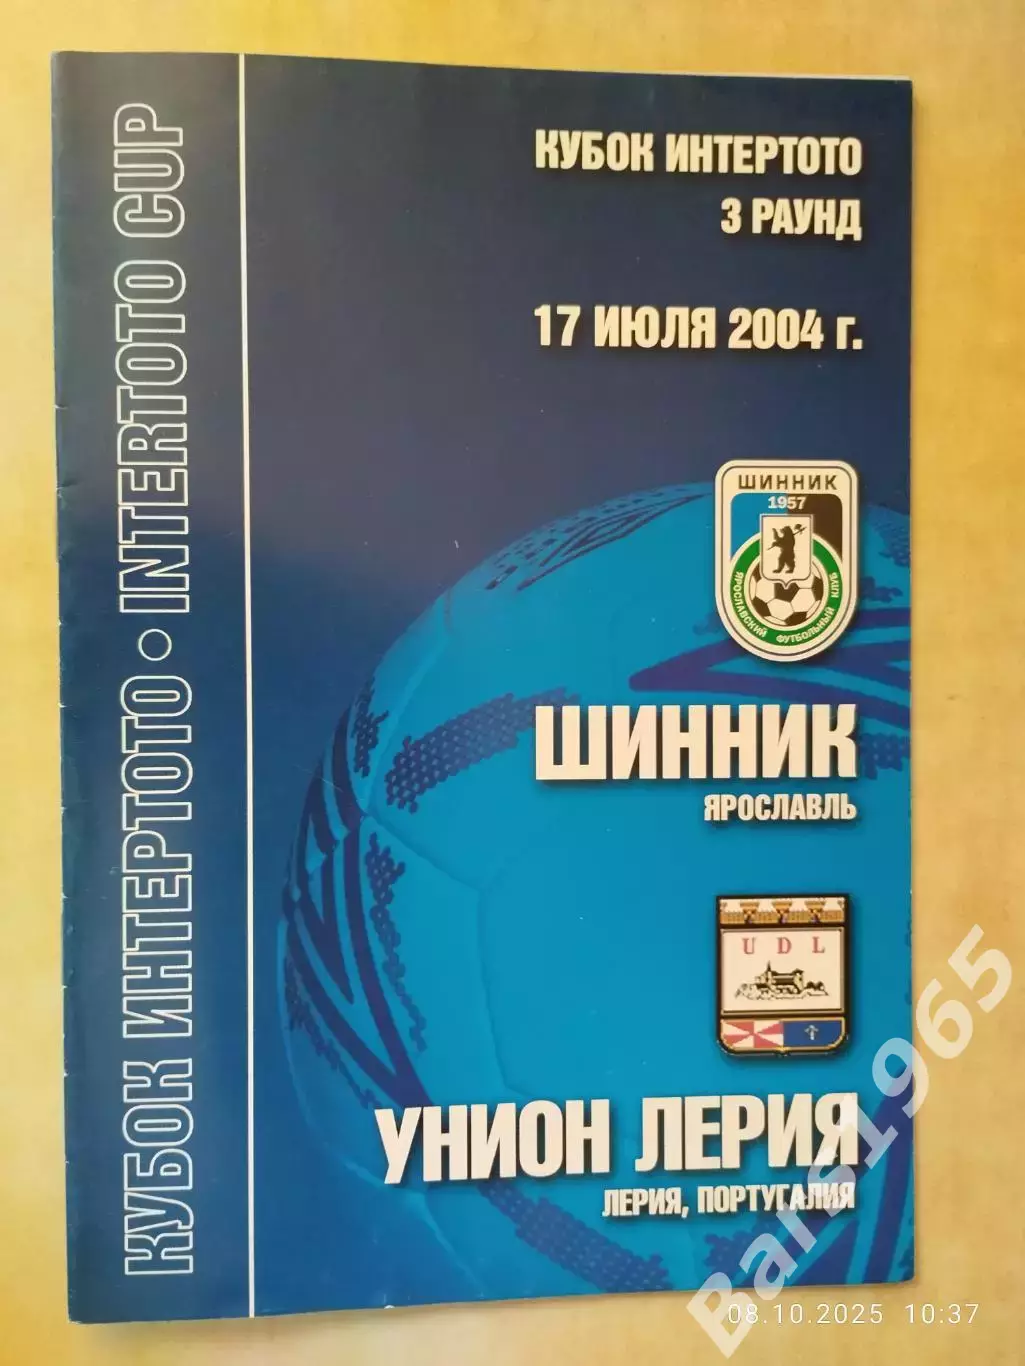 КУБОК ИНТЕРТОТО • INTERTOTO CUP
КУБОК ИНТЕРТОТО
3 РАУНД
17 ИЮЛЯ 2004 г.
ШИННИК
1957
ЯРОСЛАВСКИЙ ФУТБОЛЬНЫЙ КЛУБ
ШИННИК
ЯРОСЛАВЛЬ
UDL
УНИОН ЛЕРИЯ
ЛЕРИЯ, ПОРТУГАЛИЯ
Bars1965
08.10.2025 10:37